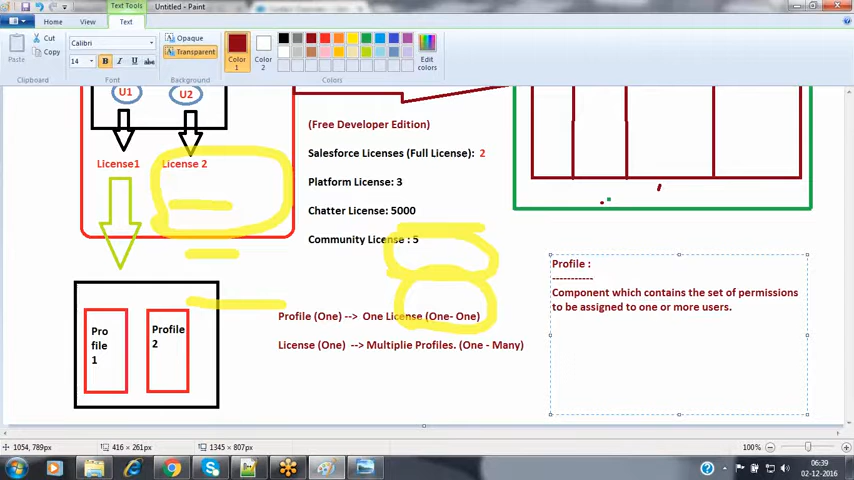 Text Tools
Untitled - Paint
Home
View
Text
Paste
Cut
Copy
Clipboard
Calibri
14
B
I
U
abc
Font
Opaque
Transparent
Background
Color
1
Color
2
Colors
Edit
colors
U1
U2
License1
License 2
(Free Developer Edition)
Salesforce Licenses (Full License): 2
Platform License: 3
Chatter License: 5000
Community License : 5
Profile :
-----------
Component which contains the set of permissions
to be assigned to one or more users.
Pro
file
1
Profile
2
Profile (One) --> One License (One- One)
License (One) --> Multiplie Profiles. (One - Many)
1054, 789px
416 × 261px
1345 × 807px
100%
06:39
02-12-2016